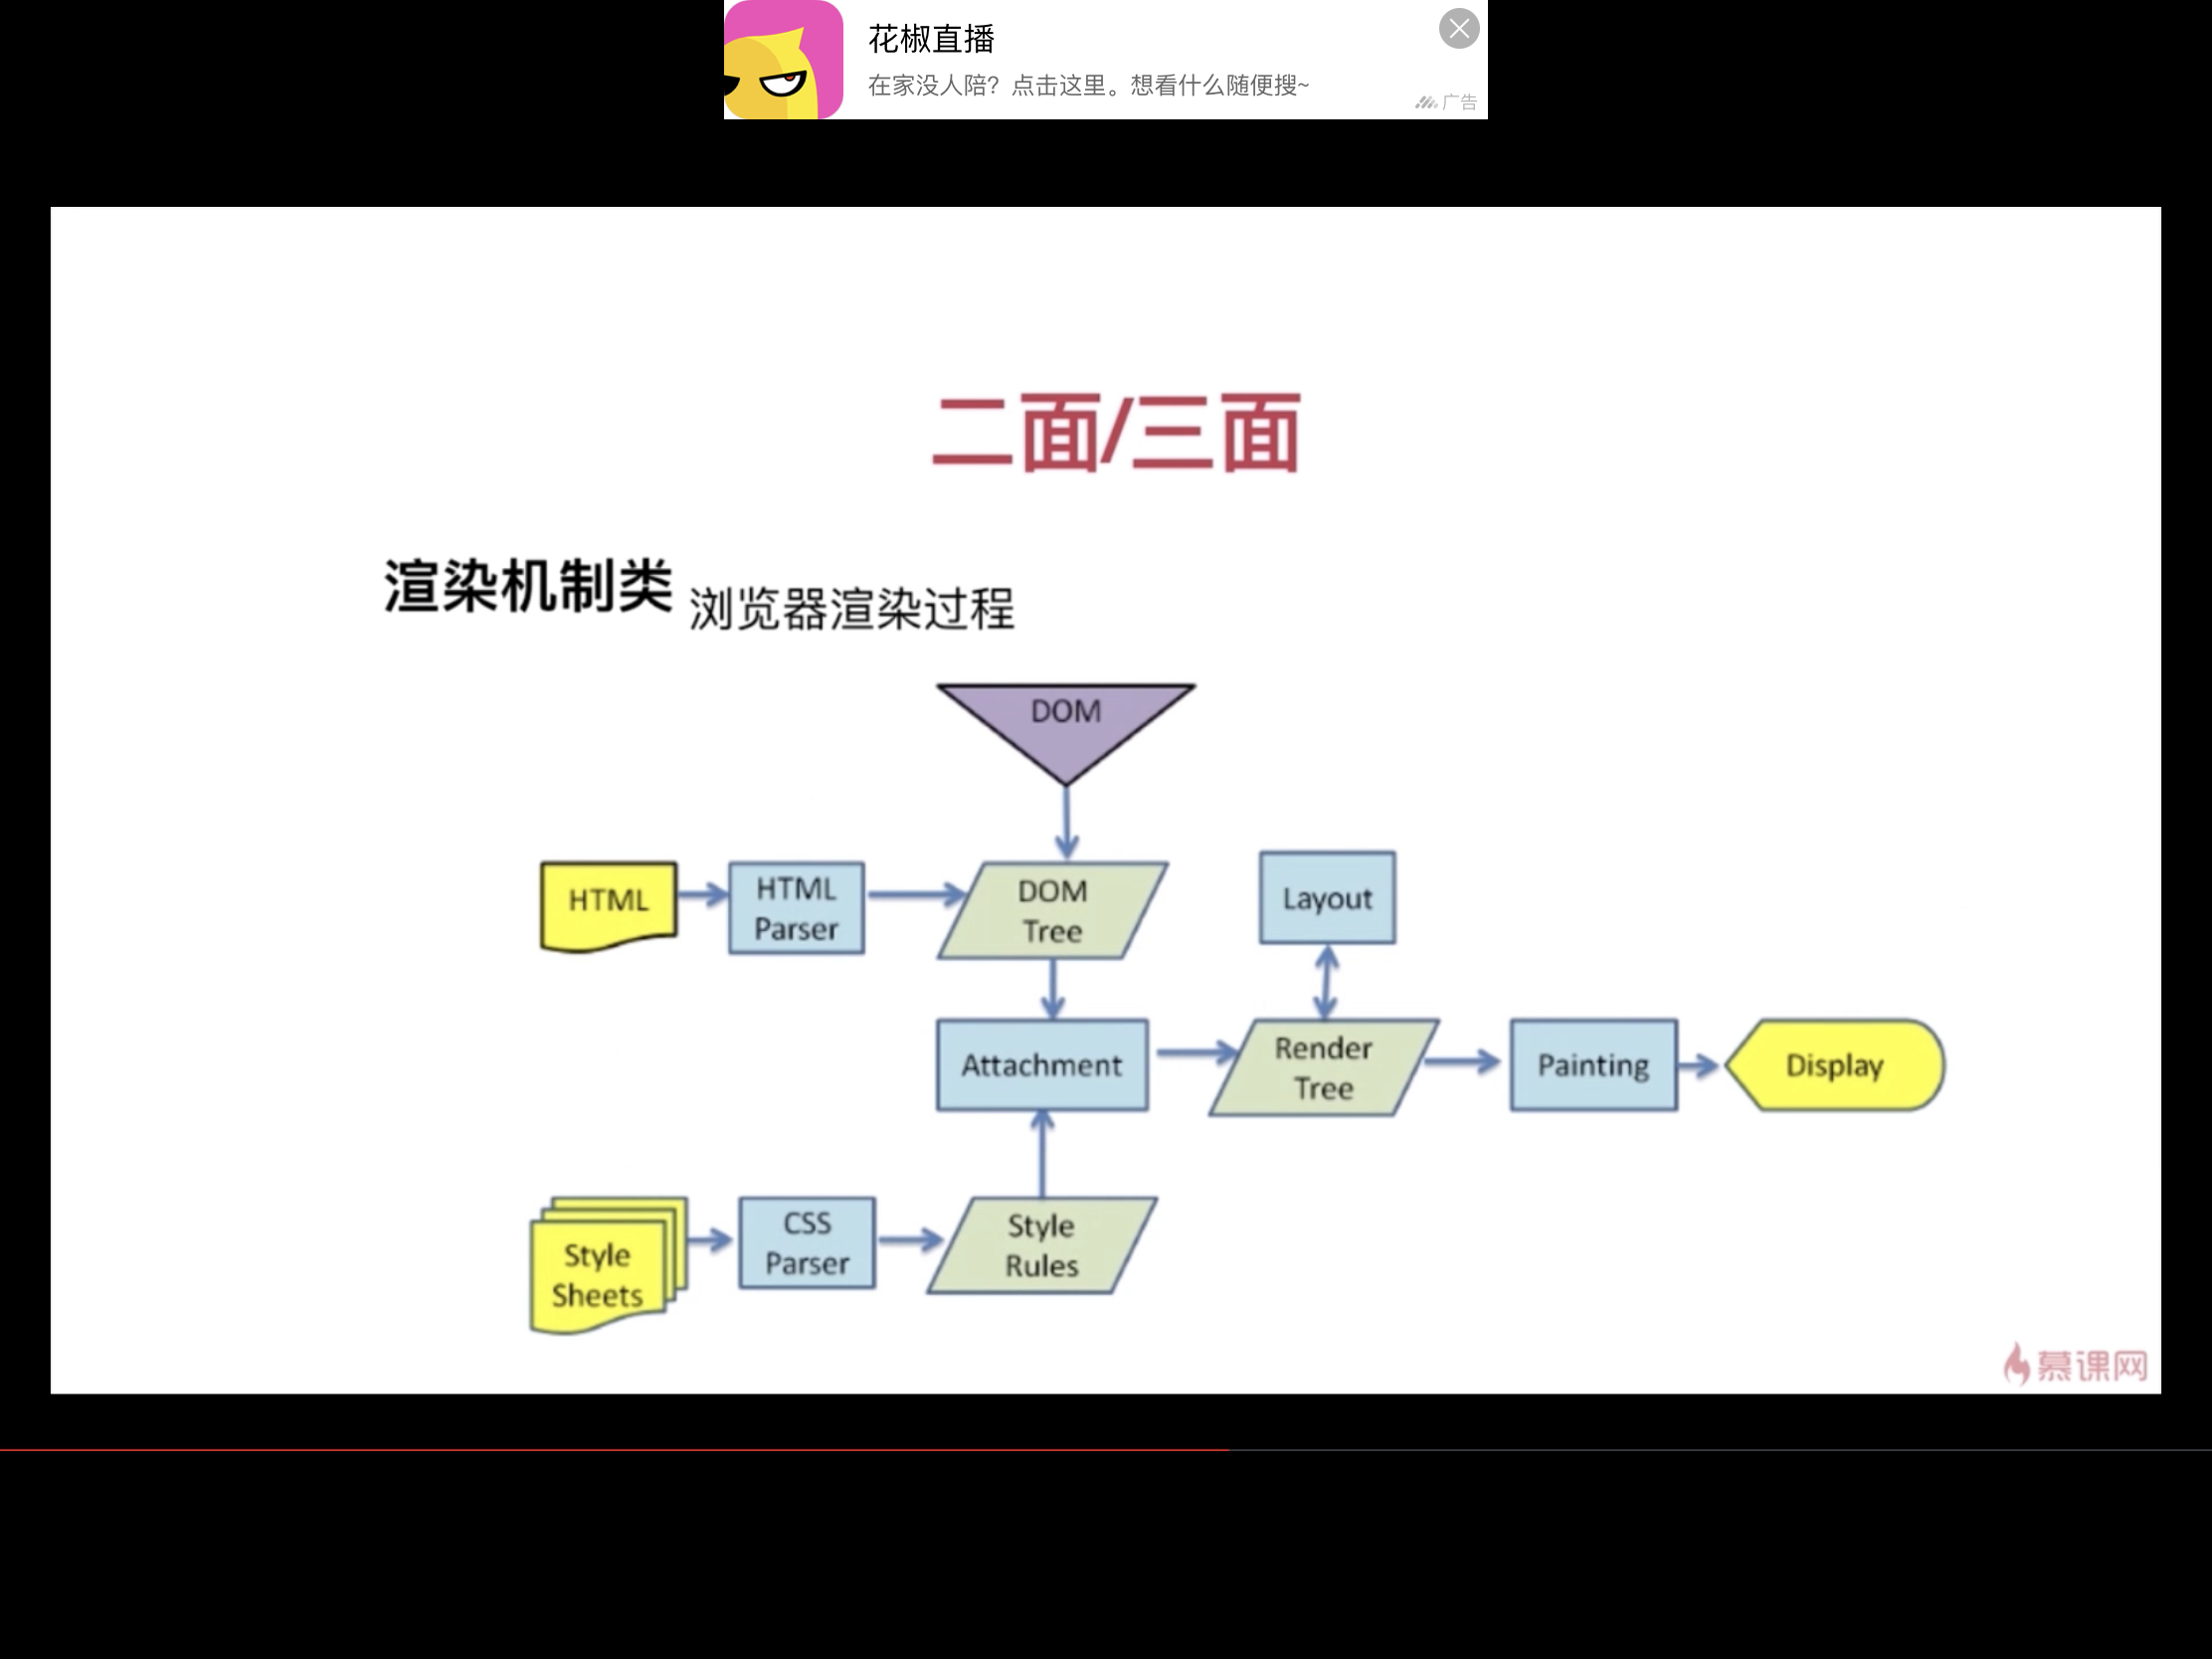 花椒直播
在家没人陪？点击这里。想看什么随便搜~
广告
二面/三面
渲染机制类 浏览器渲染过程
DOM
HTML
HTML
Parser
DOM
Tree
Layout
Attachment
Render
Tree
Painting
Display
Style
Sheets
CSS
Parser
Style
Rules
慕课网